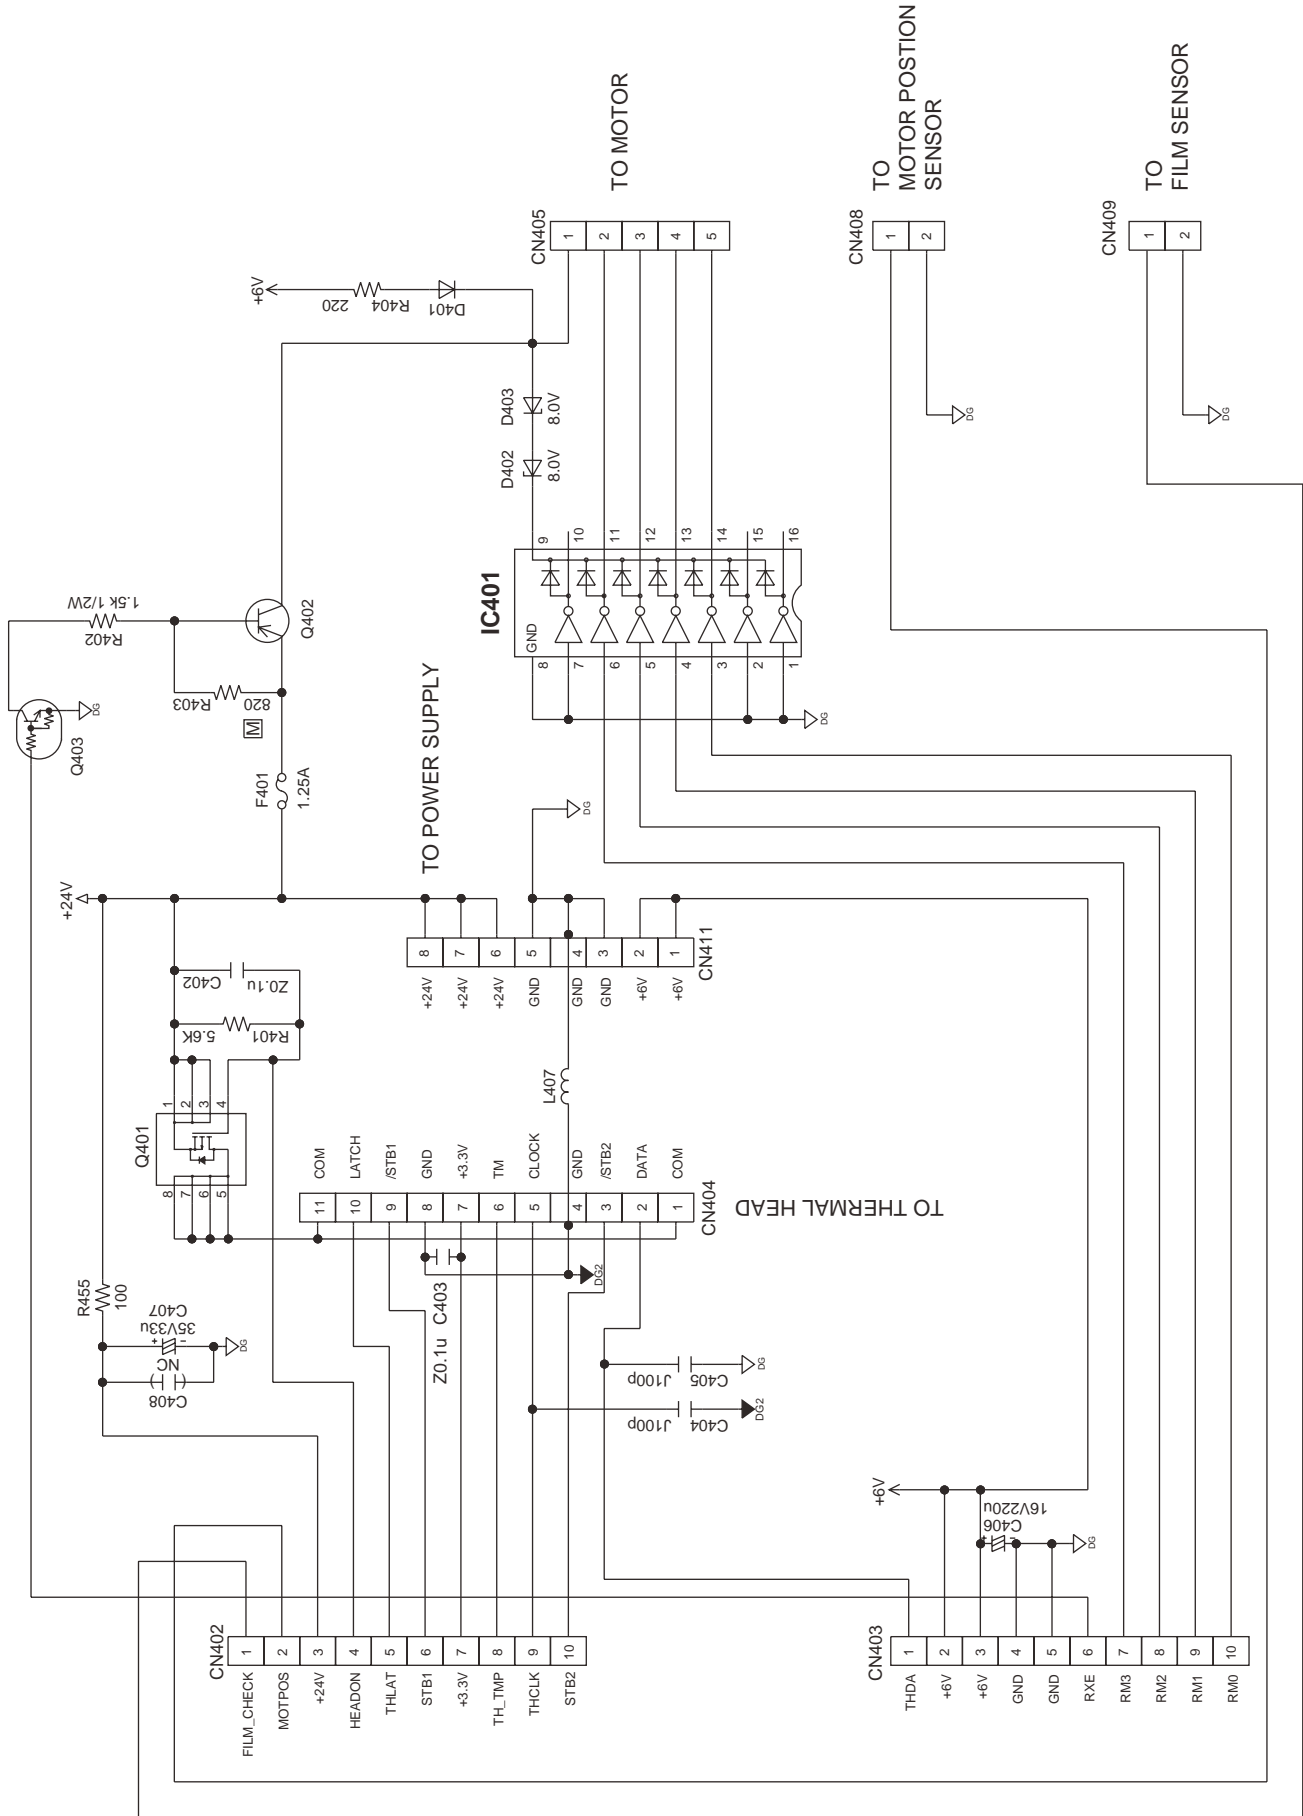 +24V
Q403
R402
1.5k 1/2W
R403
820
M
Q402
F401
1.25A
DG
+6V
220
R404
D401
CN405
1
2
3
4
5
TO MOTOR
D403
8.0V
D402
8.0V
IC401
GND
8
7
6
5
4
3
2
1
9
10
11
12
13
14
15
16
DG
CN408
1
2
TO
MOTOR POSTION
SENSOR
DG
CN409
1
2
TO
FILM SENSOR
DG
TO POWER SUPPLY
DG
8
7
6
5
4
3
2
1
CN411
+24V
+24V
+24V
GND
GND
GND
+6V
+6V
C402
Z0.1u
R401
5.6K
Q401
1
2
3
4
8
7
6
5
L407
COM
LATCH
/STB1
GND
+3.3V
TM
CLOCK
GND
/STB2
DATA
COM
11
10
9
8
7
6
5
4
3
2
1
CN404
TO THERMAL HEAD
Z0.1u C403
DG2
R455
100
C407
35V33u
+
-
NC
C408
( )
DG
J100p
C405
DG
J100p
C404
DG2
CN402
FILM_CHECK
MOTPOS
+24V
HEADON
THLAT
STB1
+3.3V
TH_TMP
THCLK
STB2
1
2
3
4
5
6
7
8
9
10
+6V
16V220u
C406
+
-
DG
CN403
THDA
+6V
+6V
GND
GND
RXE
RM3
RM2
RM1
RM0
1
2
3
4
5
6
7
8
9
10